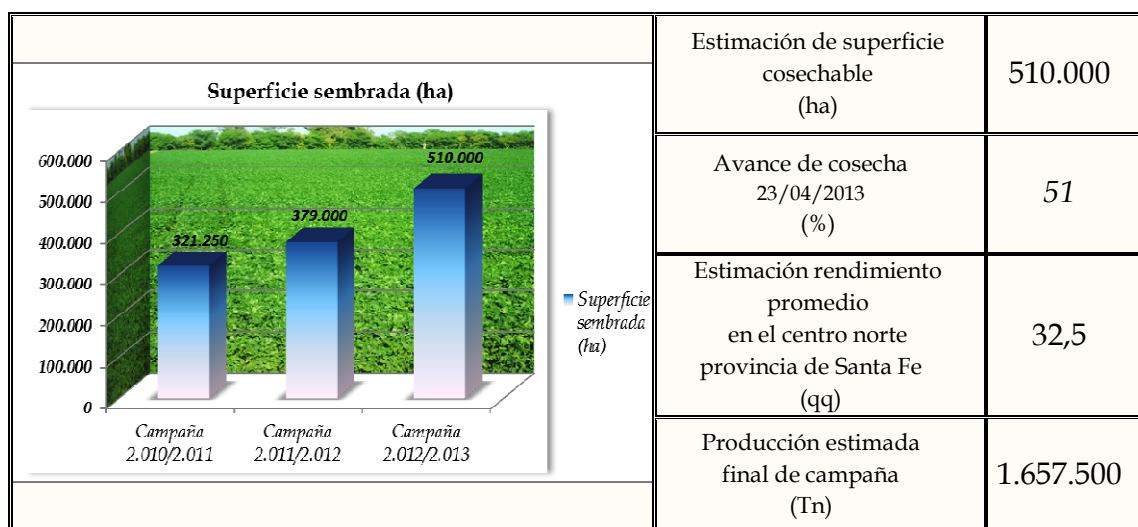 Superficie sembrada (ha)
600.000
500.000
400.000
300.000
200.000
100.000
0
321.250
379.000
510.000
Campaña
2.010/2.011
Campaña
2.011/2.012
Campaña
2.012/2.013
Superficie
sembrada
(ha)
Estimación de superficie
cosechable
(ha)
510.000
Avance de cosecha
23/04/2013
(%)
51
Estimación rendimiento
promedio
en el centro norte
provincia de Santa Fe
(qq)
32,5
Producción estimada
final de campaña
(Tn)
1.657.500